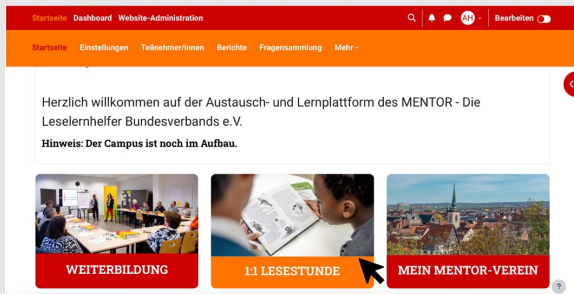 Startseite Dashboard Website-Administration AH Bearbeiten
Startseite Einstellungen Teilnehmer/innen Berichte Fragensammlung Mehr
Herzlich willkommen auf der Austausch- und Lernplattform des MENTOR - Die
Leselernhelfer Bundesverbands e.V.
Hinweis: Der Campus ist noch im Aufbau.
WEITERBILDUNG
1:1 LESESTUNDE
MEIN MENTOR-VEREIN
?